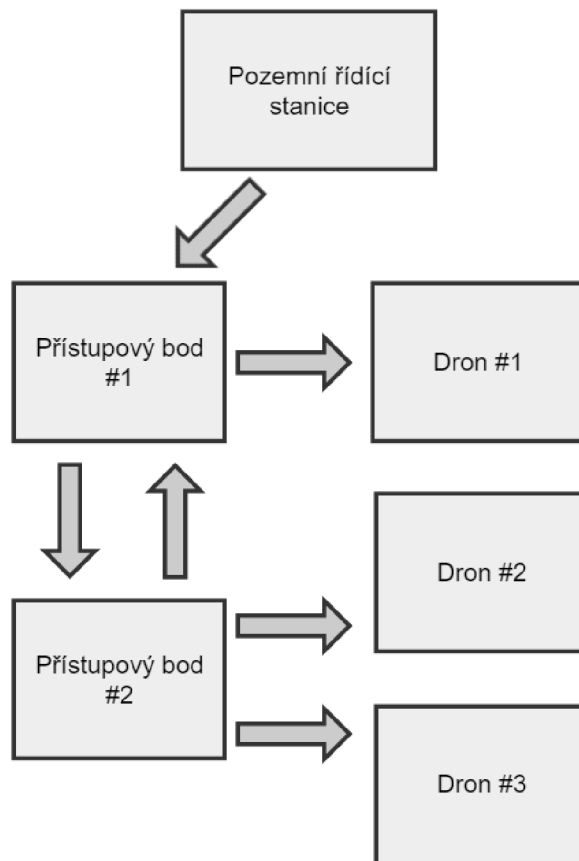 Pozemní řídící
stanice
Přístupový bod
#1
Dron #1
Dron #2
Přístupový bod
#2
Dron #3